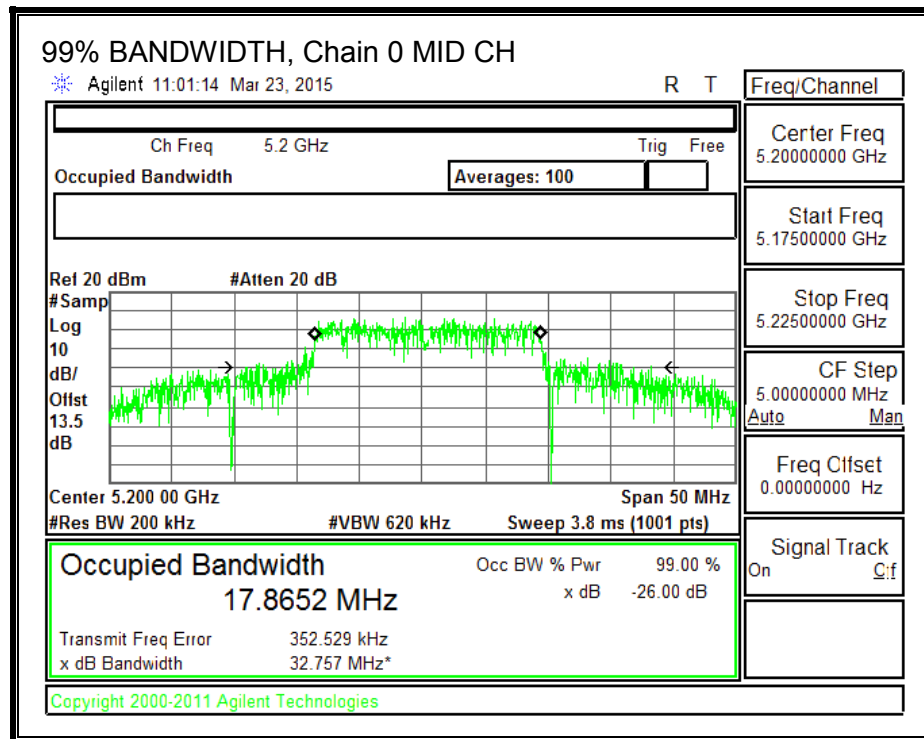 99% BANDWIDTH, Chain 0 MID CH
Agilent 11:01:14 Mar 23, 2015 R T
Freq/Channel
Ch Freq 5.2 GHz Trig Free
Occupied Bandwidth Averages: 100
Center Freq
5.20000000 GHz
Start Freq
5.17500000 GHz
Stop Freq
5.22500000 GHz
CF Step
5.00000000 MHz
Auto Man
Freq Offset
0.00000000 Hz
Signal Track
On Off
Ref 20 dBm #Atten 20 dB
#Samp
Log
10
dB/
Offst
13.5
dB
Center 5.200 00 GHz Span 50 MHz
#Res BW 200 kHz #VBW 620 kHz Sweep 3.8 ms (1001 pts)
Occupied Bandwidth
17.8652 MHz
Occ BW % Pwr 99.00 %
x dB -26.00 dB
Transmit Freq Error 352.529 kHz
x dB Bandwidth 32.757 MHz*
Copyright 2000-2011 Agilent Technologies